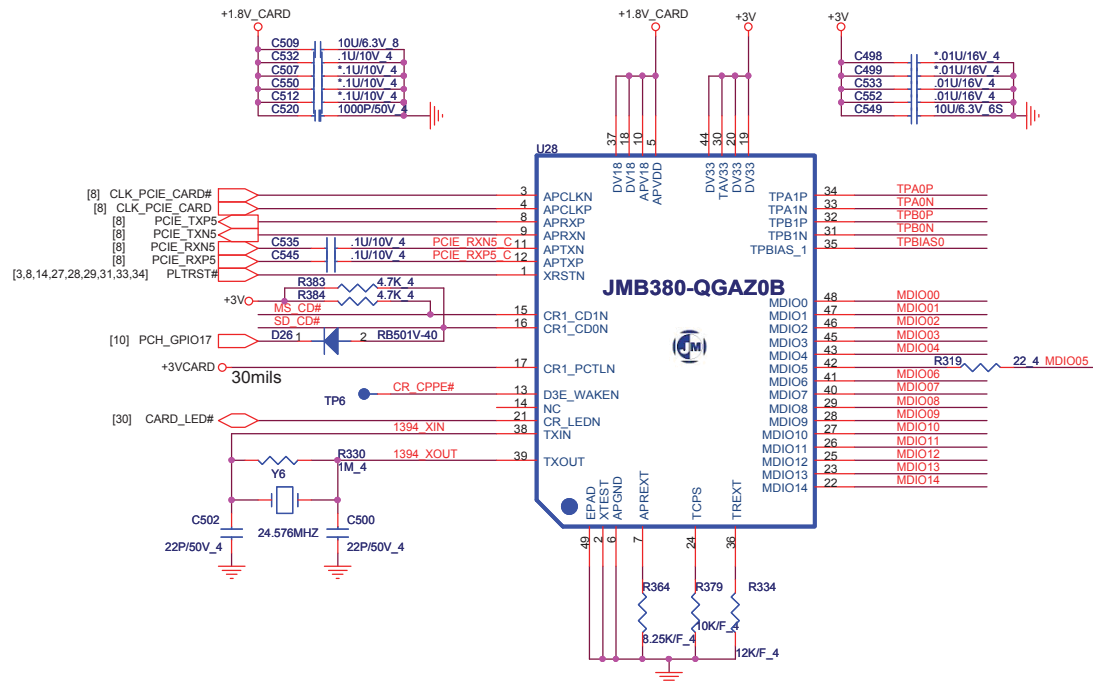 +1.8V_CARD
C509 10U/6.3V_8
C532 .1U/10V_4
C507 *.1U/10V_4
C550 *.1U/10V_4
C512 *.1U/10V_4
C520 1000P/50V_4
+1.8V_CARD
+3V
+3V
C498 *.01U/16V_4
C499 *.01U/16V_4
C533 .01U/16V_4
C552 .01U/16V_4
C549 10U/6.3V_6S
U28
37 DV18
18 DV18
10 APV18
5 APVDD
44 DV33
30 TAV33
20 DV33
19 DV33
[8] CLK_PCIE_CARD# 3 APCLKN
[8] CLK_PCIE_CARD 4 APCLKP
[8] PCIE_TXP5 8 APRXP
[8] PCIE_TXN5 9 APRXN
[8] PCIE_RXN5 C535 .1U/10V_4 PCIE_RXN5_C 11 APTXN
[8] PCIE_RXP5 C545 .1U/10V_4 PCIE_RXP5_C 12 APTXP
[3,8,14,27,28,29,31,33,34] PLTRST# 1 XRSTN
R383 4.7K_4
+3V R384 4.7K_4
MS_CD# 15 CR1_CD1N
SD_CD# 16 CR1_CD0N
[10] PCH_GPIO17 D26 1 2 RB501V-40
+3VCARD 30mils 17 CR1_PCTLN
TP6 CR_CPPE# 13 D3E_WAKEN
14 NC
[30] CARD_LED# 21 CR_LEDN
1394_XIN 38 TXIN
R330 1M_4 1394_XOUT 39 TXOUT
Y6
24.576MHZ
C502 22P/50V_4
C500 22P/50V_4
JMB380-QGAZ0B
JM
TPA1P 34 TPA0P
TPA1N 33 TPA0N
TPB1P 32 TPB0P
TPB1N 31 TPB0N
TPBIAS_1 35 TPBIAS0
MDIO0 48 MDIO00
MDIO1 47 MDIO01
MDIO2 46 MDIO02
MDIO3 45 MDIO03
MDIO4 43 MDIO04
MDIO5 42 R319 22_4 MDIO05
MDIO6 41 MDIO06
MDIO7 40 MDIO07
MDIO8 29 MDIO08
MDIO9 28 MDIO09
MDIO10 27 MDIO10
MDIO11 26 MDIO11
MDIO12 25 MDIO12
MDIO13 23 MDIO13
MDIO14 22 MDIO14
EPAD 49
XTEST 2
APGND 6
APREXT 7
TCPS 24
TREXT 36
R364 8.25K/F_4
R379 10K/F_4
R334 12K/F_4